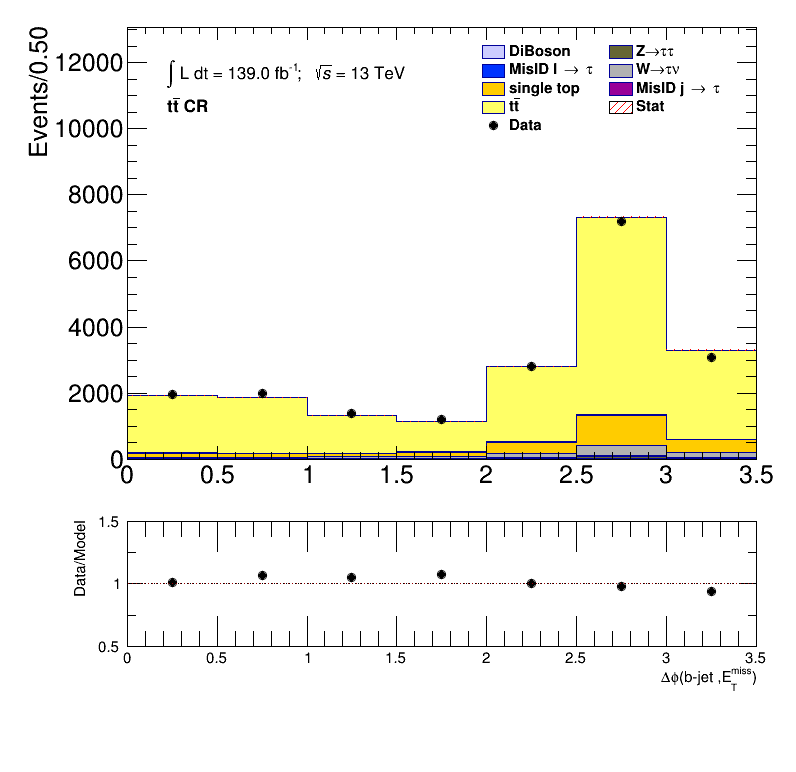 Events/0.50
12000
10000
8000
6000
4000
2000
0
∫ L dt = 139.0 fb⁻¹; √s = 13 TeV
tt̄ CR
DiBoson
MisID l → τ
single top
tt̄
Data
Z→ττ
W→τν
MisID j → τ
Stat
0 0.5 1 1.5 2 2.5 3 3.5
Data/Model
1.5
1
0.5
0 0.5 1 1.5 2 2.5 3 3.5
Δϕ(b-jet ,E_T^miss)